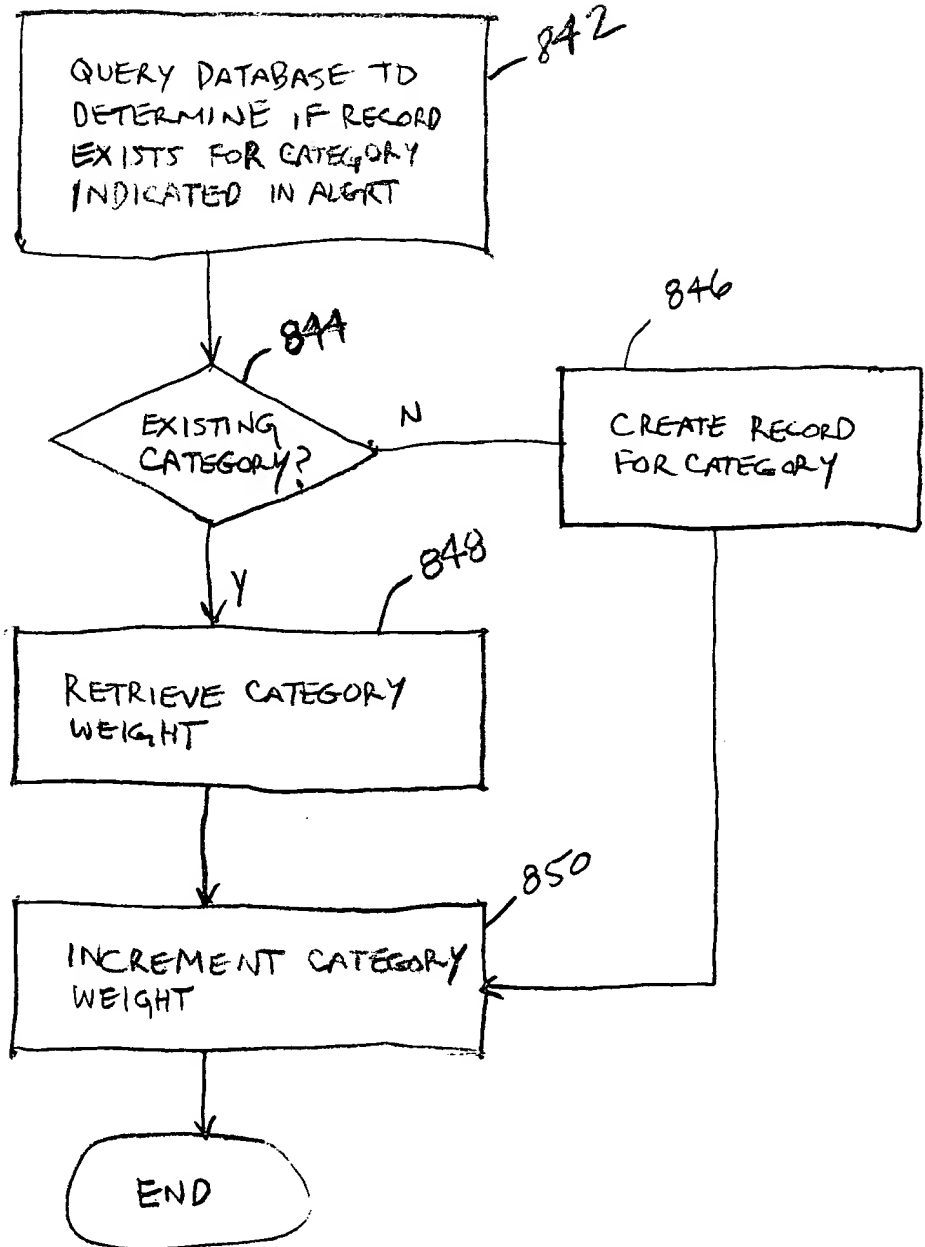 842
QUERY DATABASE TO
DETERMINE IF RECORD
EXISTS FOR CATEGORY
INDICATED IN ALERT
844
EXISTING
CATEGORY?
N
846
CREATE RECORD
FOR CATEGORY
Y
848
RETRIEVE CATEGORY
WEIGHT
850
INCREMENT CATEGORY
WEIGHT
END